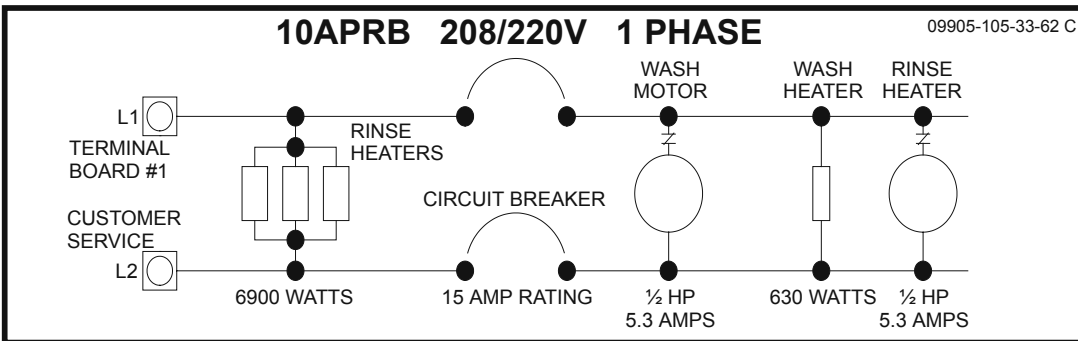 10APRB 208/220V 1 PHASE
09905-105-33-62 C
WASH
MOTOR
WASH
HEATER
RINSE
HEATER
L1
TERMINAL
BOARD #1
RINSE
HEATERS
CIRCUIT BREAKER
CUSTOMER
SERVICE
L2
6900 WATTS
15 AMP RATING
½ HP
5.3 AMPS
630 WATTS
½ HP
5.3 AMPS